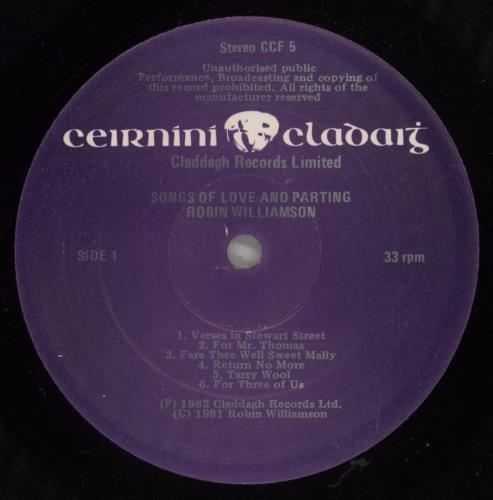 Stereo CCF 5
Unauthorised public
Performance, Broadcasting and copying of
this record prohibited. All rights of the
manufacturer reserved
ceirníní cladaiġ
Claddagh Records Limited
SONGS OF LOVE AND PARTING
ROBIN WILLIAMSON
SIDE 1
33 rpm
1. Verses in Stewart Street
2. For Mr. Thomas
3. Fare Thee Well Sweet Mally
4. Return No More
5. Tarry Wool
6. For Three of Us
(P) 1982 Claddagh Records Ltd.
(C) 1981 Robin Williamson